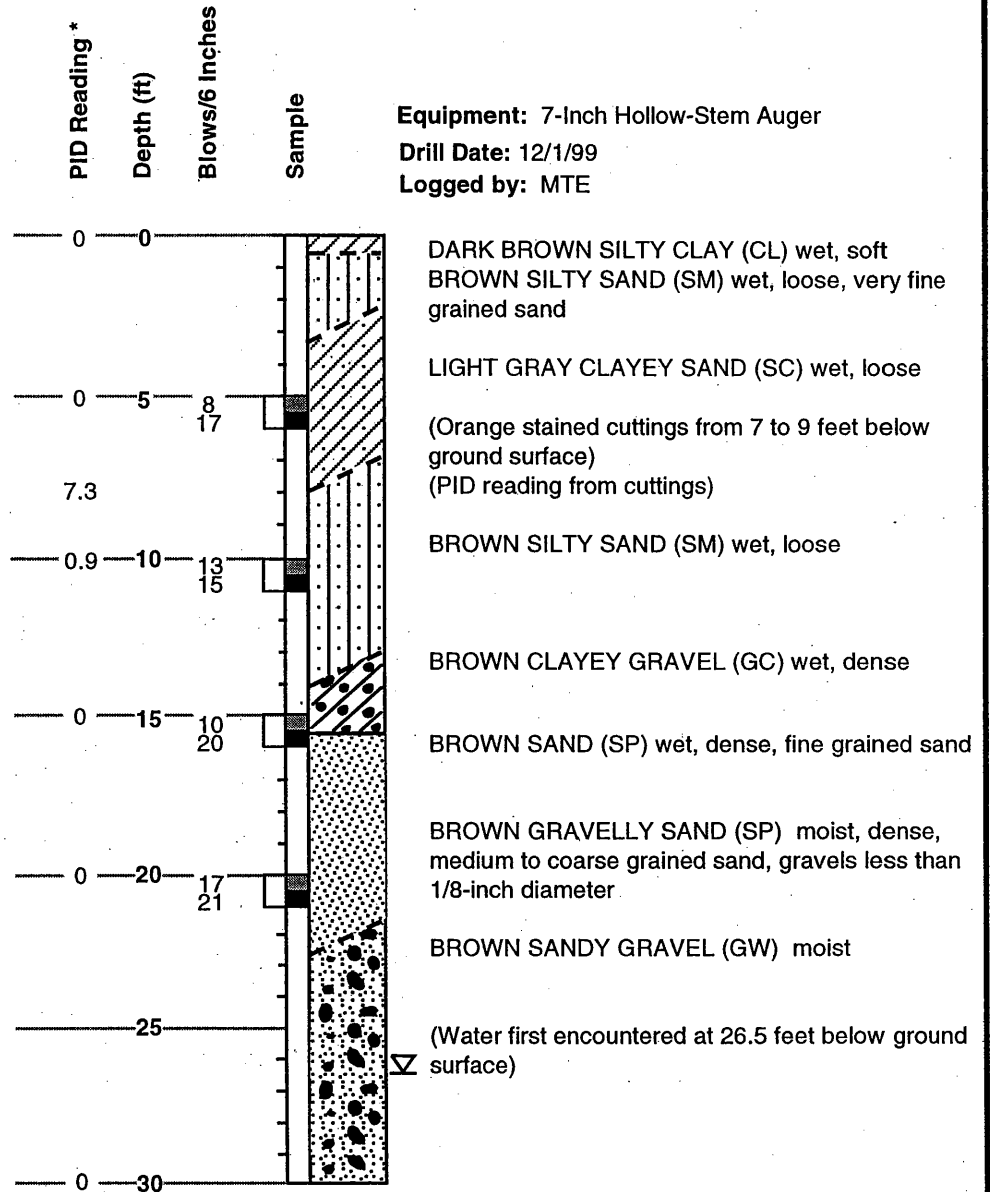 PID Reading *
Depth (ft)
Blows/6 Inches
Sample
Equipment: 7-Inch Hollow-Stem Auger
Drill Date: 12/1/99
Logged by: MTE
0 0
DARK BROWN SILTY CLAY (CL) wet, soft
BROWN SILTY SAND (SM) wet, loose, very fine
grained sand
LIGHT GRAY CLAYEY SAND (SC) wet, loose
0 5 8
17
(Orange stained cuttings from 7 to 9 feet below
ground surface)
7.3
(PID reading from cuttings)
BROWN SILTY SAND (SM) wet, loose
0.9 10 13
15
BROWN CLAYEY GRAVEL (GC) wet, dense
0 15 10
20
BROWN SAND (SP) wet, dense, fine grained sand
BROWN GRAVELLY SAND (SP) moist, dense,
medium to coarse grained sand, gravels less than
1/8-inch diameter
0 20 17
21
BROWN SANDY GRAVEL (GW) moist
25
(Water first encountered at 26.5 feet below ground
surface)
0 30